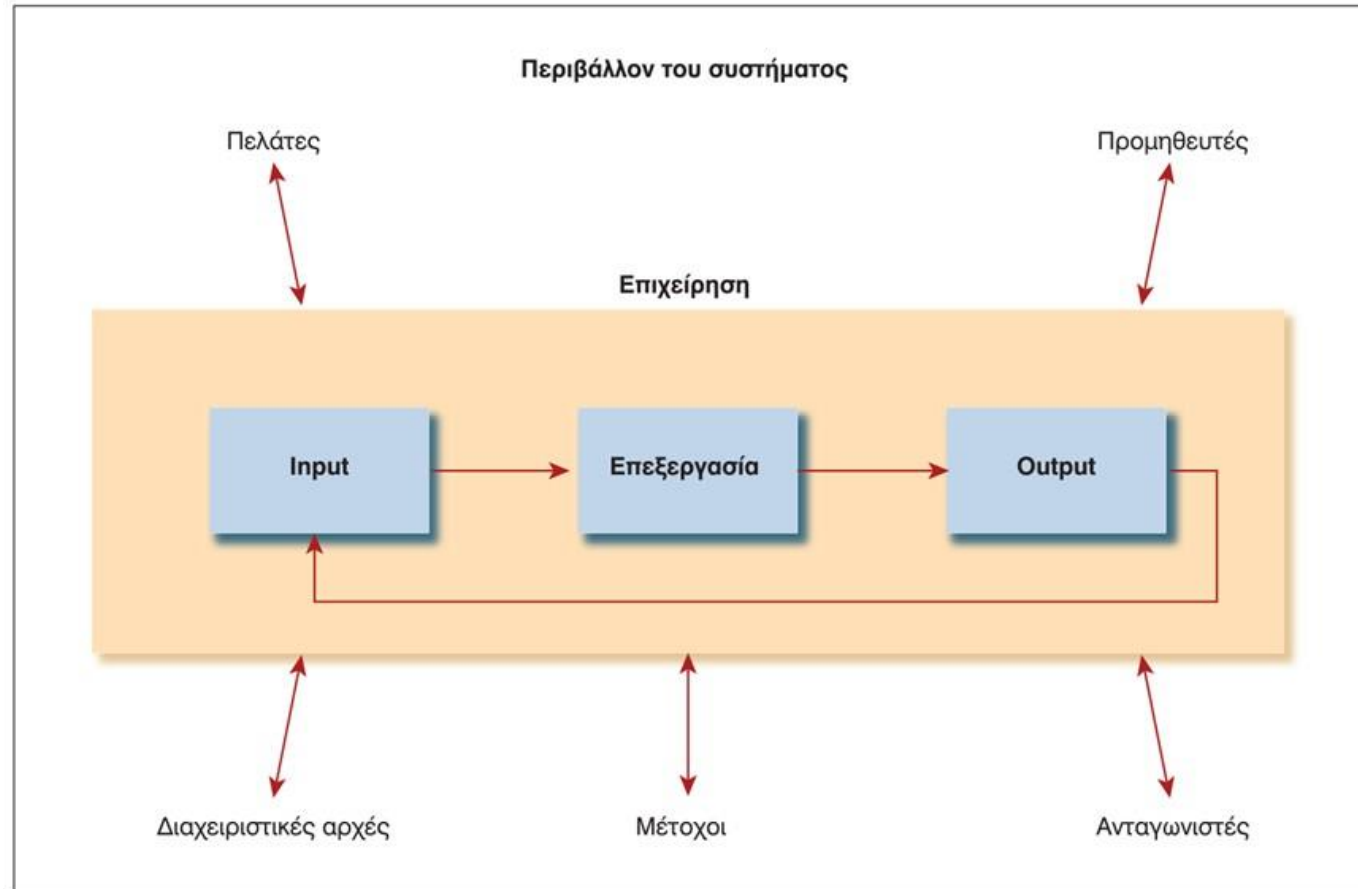 Περιβάλλον του συστήματος
Πελάτες
Προμηθευτές
Επιχείρηση
Input
Επεξεργασία
Output
Διαχειριστικές αρχές
Μέτοχοι
Ανταγωνιστές